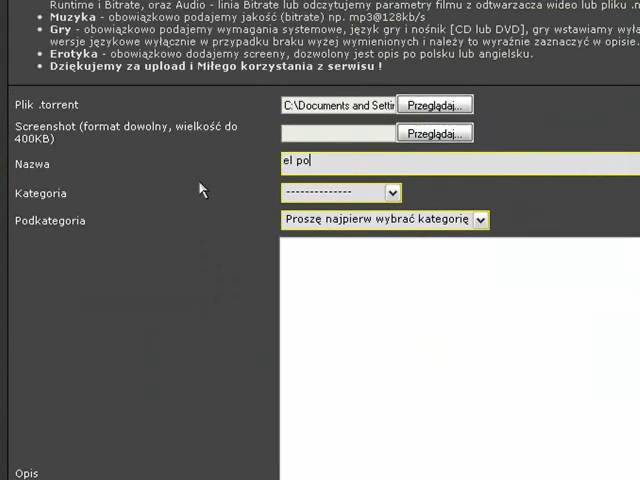 Runtime i Bitrate, oraz Audio - linia Bitrate lub odczytujemy parametry filmu z odtwarzacza wideo lub pliku
• Muzyka - obowiązkowo podajemy jakość (bitrate) np. mp3@128kb/s
• Gry - obowiązkowo podajemy wymagania systemowe, język gry i nośnik [CD lub DVD], gry wstawiamy
wersje językowe wyłącznie w przypadku braku wyżej wymienionych i należy to wyraźnie zaznaczyć w opisie.
• Erotyka - obowiązkowo dodajemy screeny, dozwolony jest opis po polsku lub angielsku.
• Dziękujemy za upload i Miłego korzystania z serwisu !
Plik .torrent C:\Documents and Settin Przeglądaj...
Screenshot (format dowolny, wielkość do
400KB) Przeglądaj...
Nazwa el po
Kategoria --------------
Podkategoria Proszę najpierw wybrać kategorię
Opis